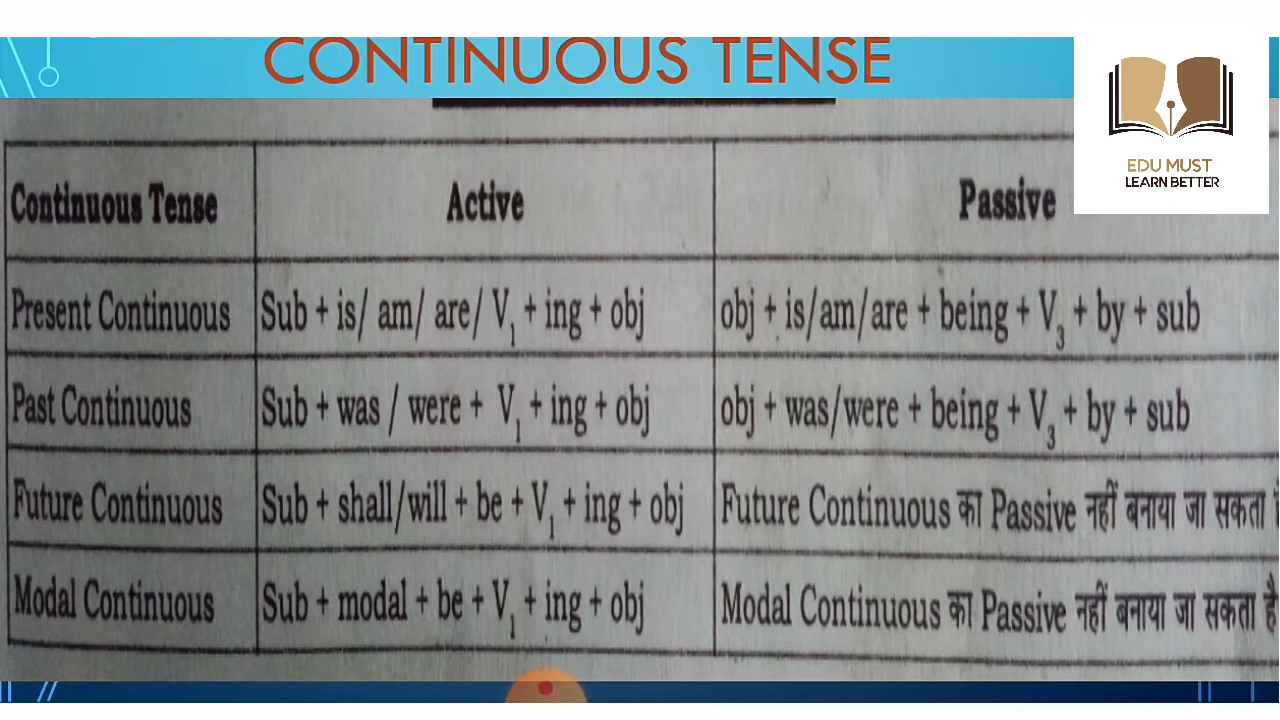 CONTINUOUS TENSE
EDU MUST
LEARN BETTER
Continuous Tense Active Passive
Present Continuous Sub + is/ am/ are/ V₁ + ing + obj obj + is/am/are + being + V₃ + by + sub
Past Continuous Sub + was / were + V₁ + ing + obj obj + was/were + being + V₃ + by + sub
Future Continuous Sub + shall/will + be + V₁ + ing + obj Future Continuous का Passive नहीं बनाया जा सकता
Modal Continuous Sub + modal + be + V₁ + ing + obj Modal Continuous का Passive नहीं बनाया जा सकता है